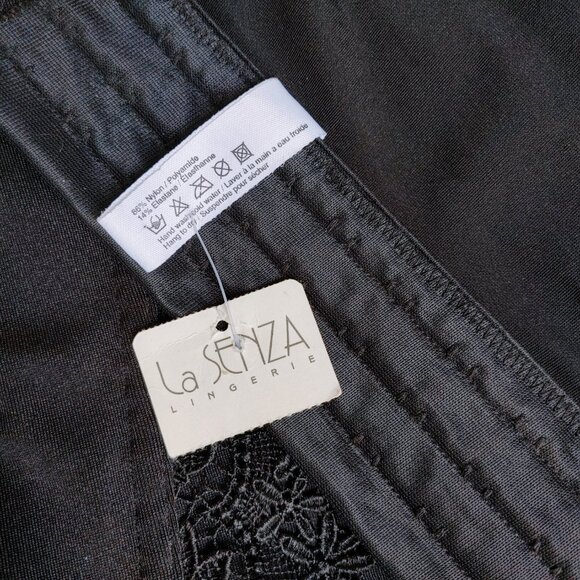 86% Nylon / Polyamide
14% Elastane / Élasthanne
Hand wash cold water / Laver à la main a eau froide
Hang to dry / Suspendre pour sécher
La SENZA
LINGERIE